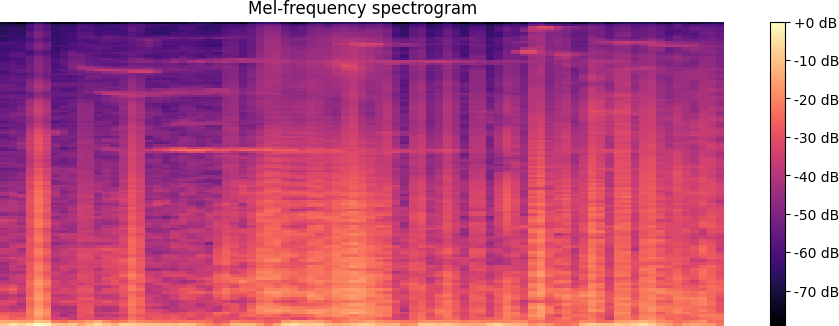 Mel-frequency spectrogram
+0 dB
-10 dB
-20 dB
-30 dB
-40 dB
-50 dB
-60 dB
-70 dB